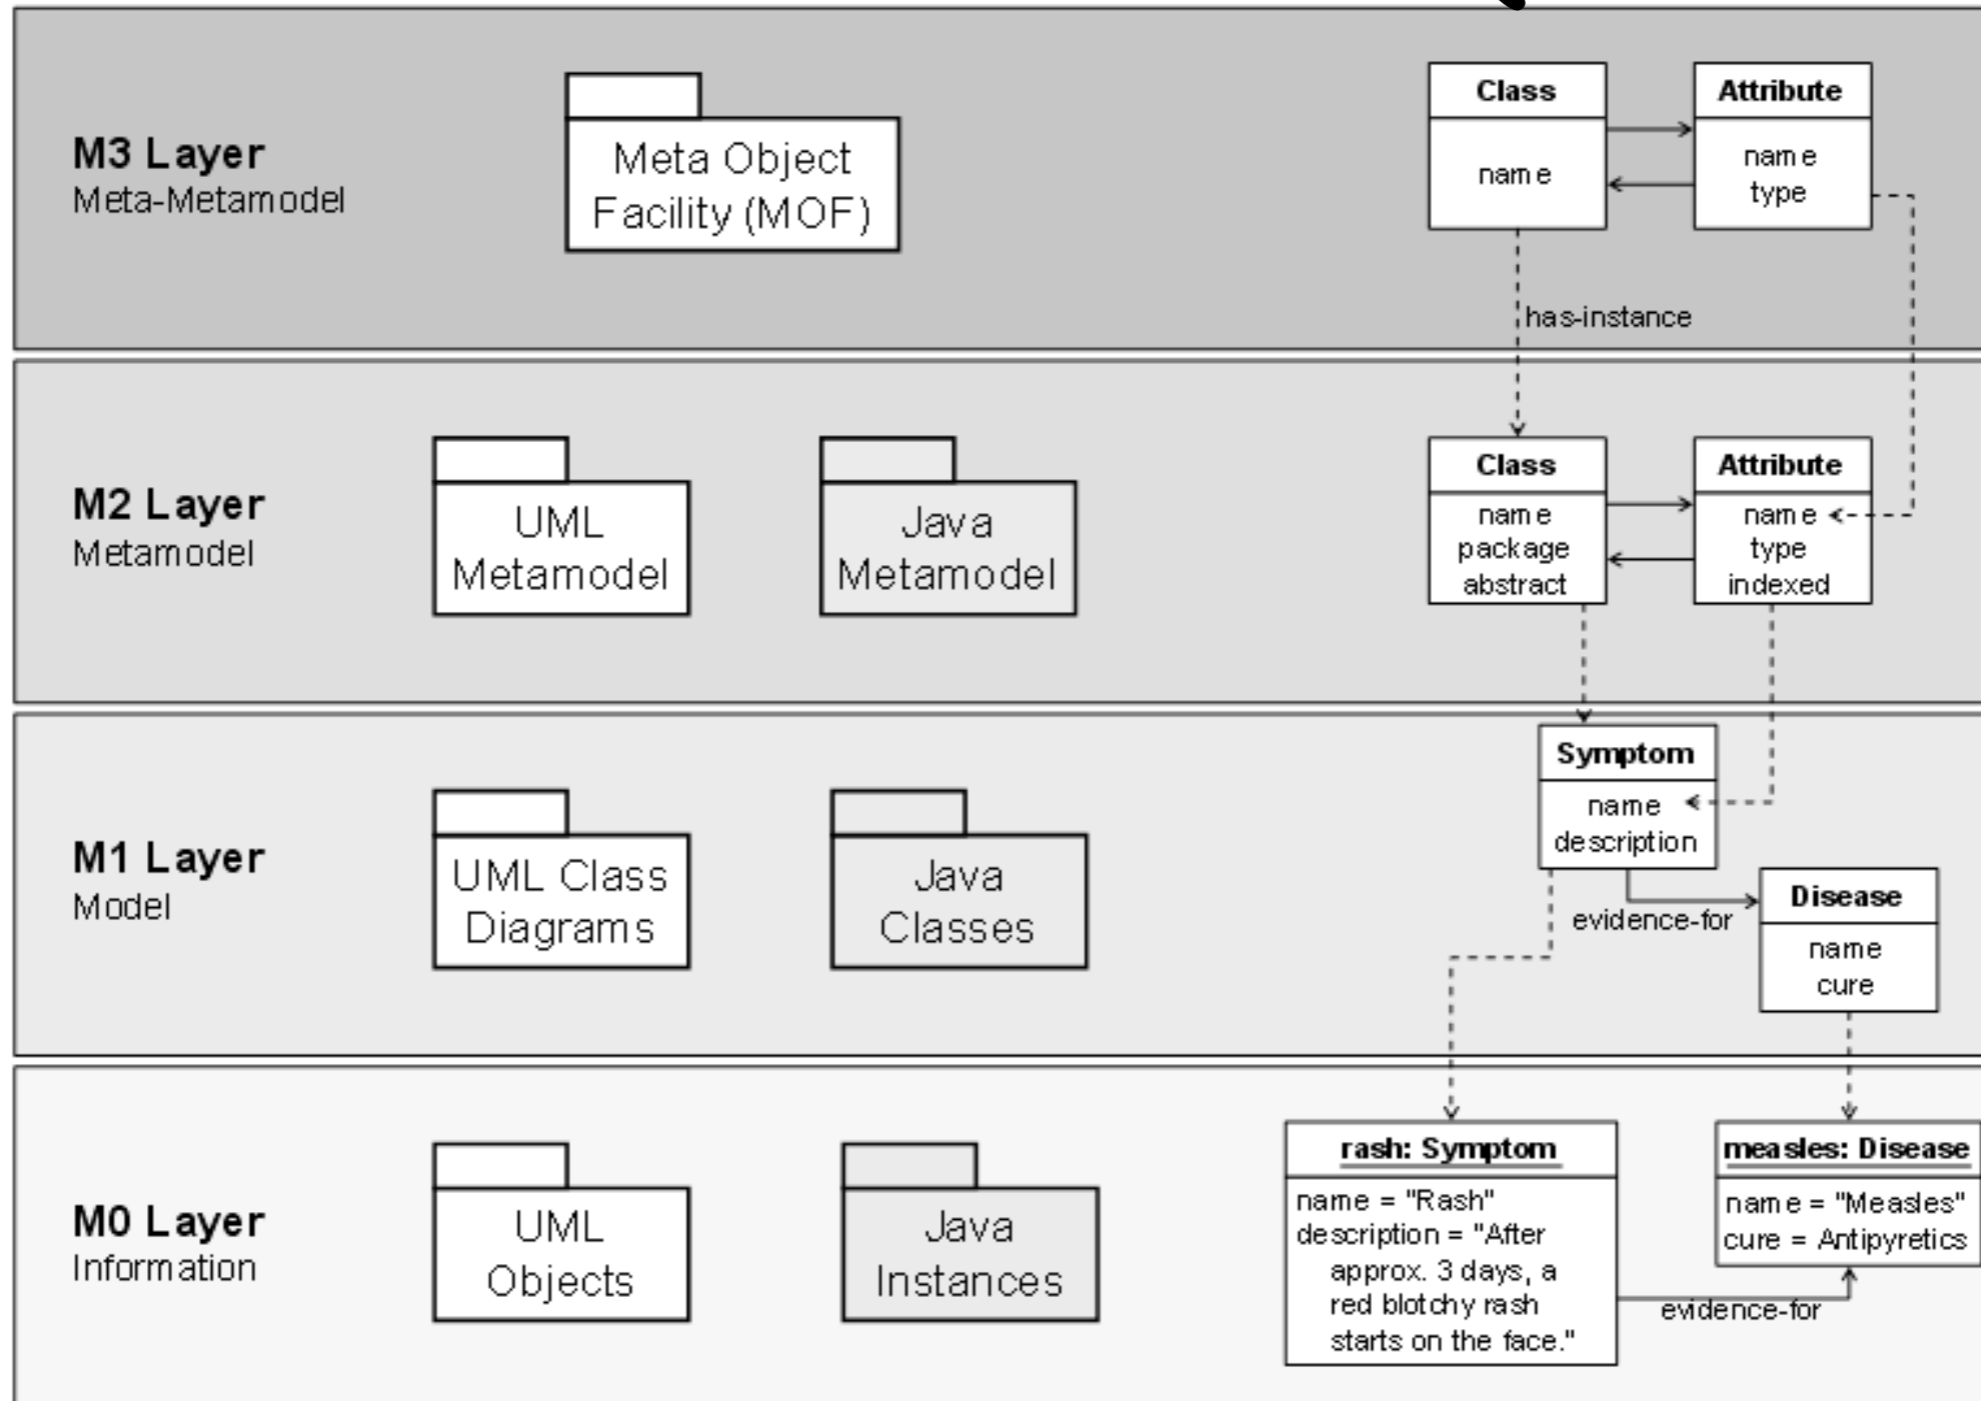 M3 Layer
Meta-Metamodel
Meta Object
Facility (MOF)
Class
name
Attribute
name
type
has-instance
M2 Layer
Metamodel
UML
Metamodel
Java
Metamodel
Class
name
package
abstract
Attribute
name
type
indexed
M1 Layer
Model
UML Class
Diagrams
Java
Classes
Symptom
name
description
evidence-for
Disease
name
cure
M0 Layer
Information
UML
Objects
Java
Instances
rash: Symptom
name = "Rash"
description = "After
approx. 3 days, a
red blotchy rash
starts on the face."
measles: Disease
name = "Measles"
cure = Antipyretics
evidence-for